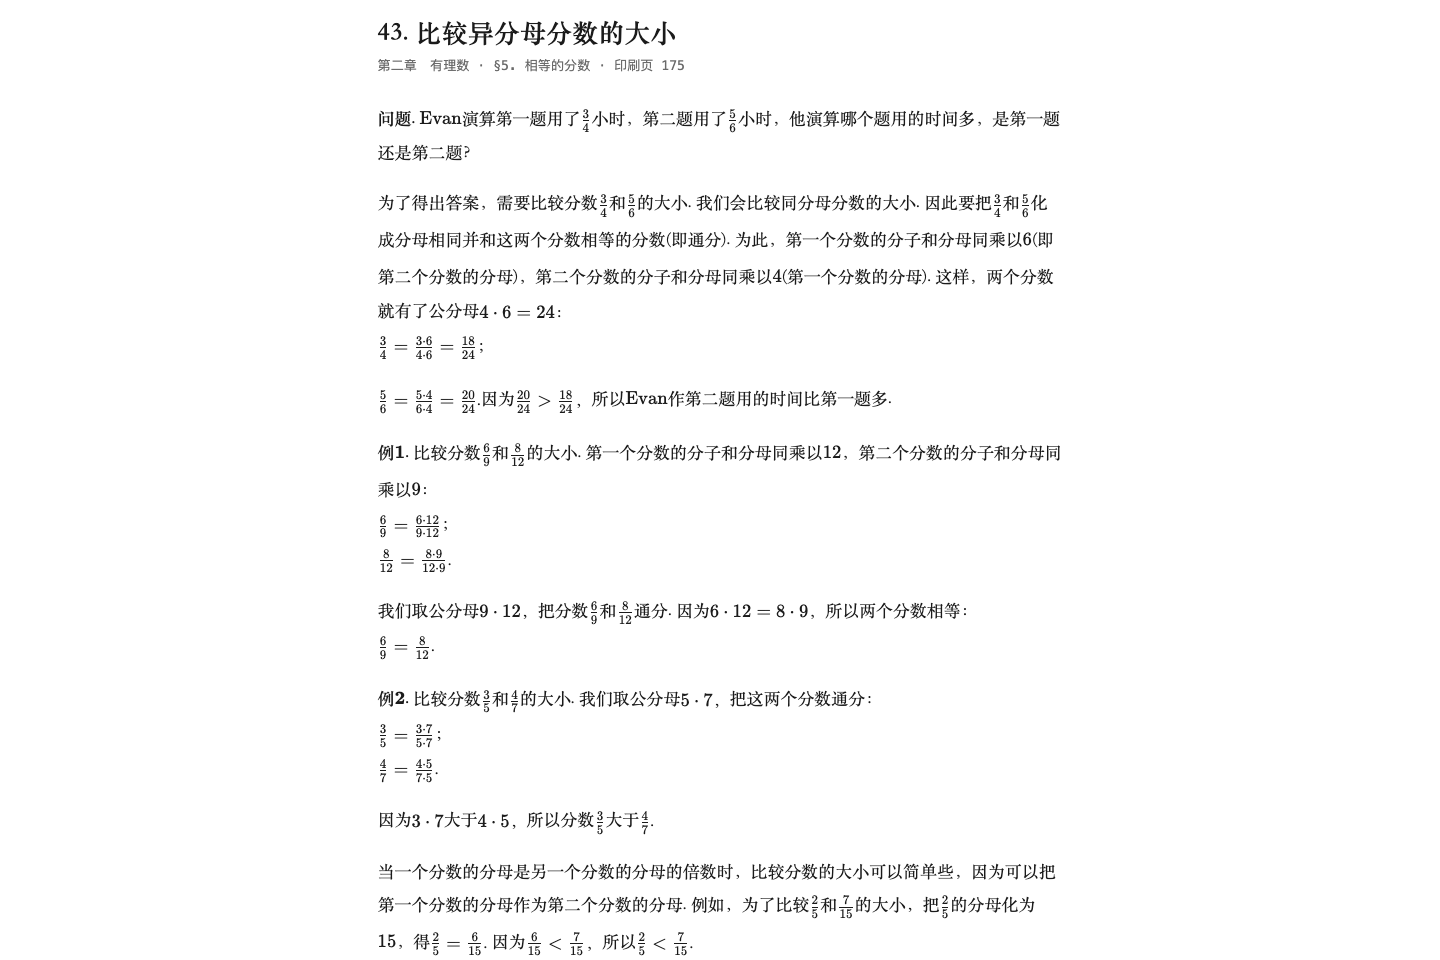 43. 比较异分母分数的大小
第二章 有理数 · §5. 相等的分数 · 印刷页 175
问题. Evan演算第一题用了3/4小时，第二题用了5/6小时，他演算哪个题用的时间多，是第一题
还是第二题?
为了得出答案，需要比较分数3/4和5/6的大小. 我们会比较同分母分数的大小. 因此要把3/4和5/6化
成分母相同并和这两个分数相等的分数(即通分). 为此，第一个分数的分子和分母同乘以6(即
第二个分数的分母)，第二个分数的分子和分母同乘以4(第一个分数的分母). 这样，两个分数
就有了公分母4 · 6 = 24:
3/4 = 3·6/4·6 = 18/24;
5/6 = 5·4/6·4 = 20/24.因为20/24 > 18/24，所以Evan作第二题用的时间比第一题多.
例1. 比较分数6/9和8/12的大小. 第一个分数的分子和分母同乘以12，第二个分数的分子和分母同
乘以9:
6/9 = 6·12/9·12;
8/12 = 8·9/12·9.
我们取公分母9 · 12，把分数6/9和8/12通分. 因为6 · 12 = 8 · 9，所以两个分数相等:
6/9 = 8/12.
例2. 比较分数3/5和4/7的大小. 我们取公分母5 · 7，把这两个分数通分:
3/5 = 3·7/5·7;
4/7 = 4·5/7·5.
因为3 · 7大于4 · 5，所以分数3/5大于4/7.
当一个分数的分母是另一个分数的分母的倍数时，比较分数的大小可以简单些，因为可以把
第一个分数的分母作为第二个分数的分母. 例如，为了比较2/5和7/15的大小，把2/5的分母化为
15，得2/5 = 6/15. 因为6/15 < 7/15，所以2/5 < 7/15.